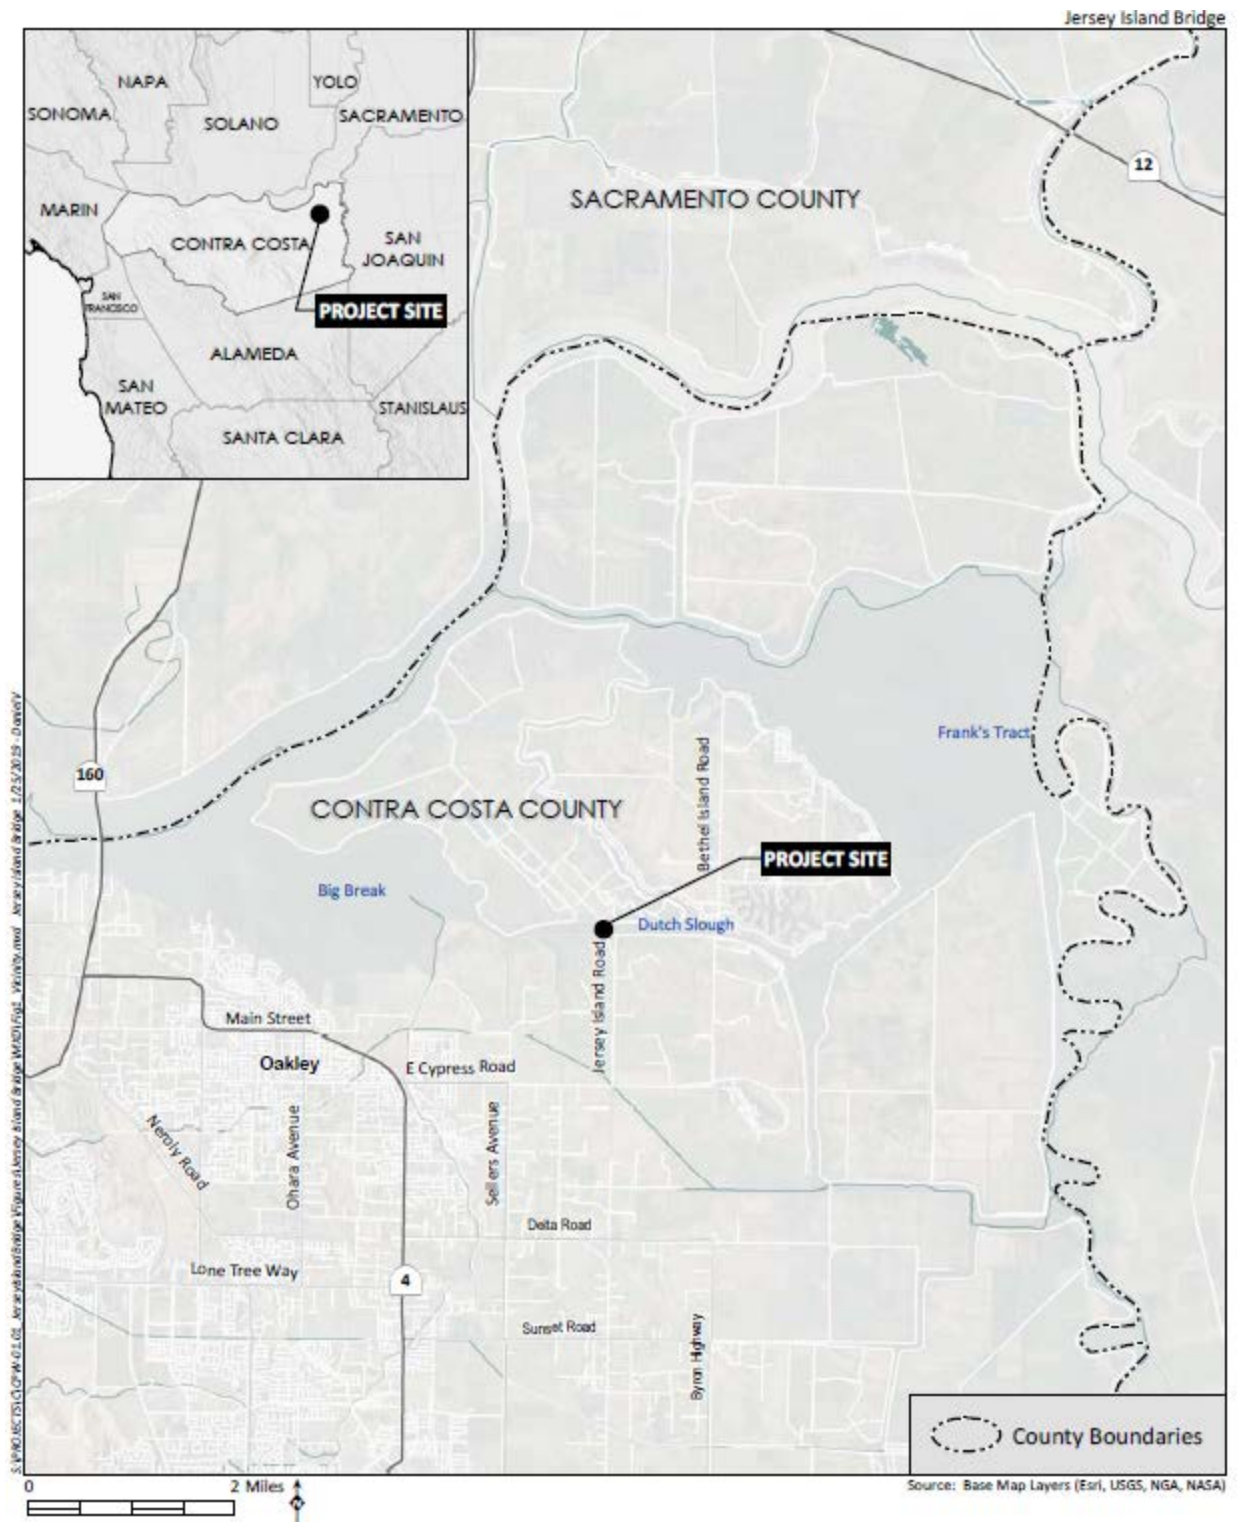 Jersey Island Bridge
NAPA
YOLO
SONOMA
SOLANO
SACRAMENTO
MARIN
CONTRA COSTA
SAN
JOAQUIN
SAN
FRANCISCO
PROJECT SITE
ALAMEDA
SAN
MATEO
STANISLAUS
SANTA CLARA
SACRAMENTO COUNTY
12
160
Frank's Tract
Bethel Island Road
CONTRA COSTA COUNTY
PROJECT SITE
Big Break
Dutch Slough
Jersey Island Road
Main Street
Oakley
E Cypress Road
Neroly Road
Ohara Avenue
Sellers Avenue
Delta Road
Lone Tree Way
4
Sunset Road
Byron Highway
County Boundaries
0 2 Miles
N
Source: Base Map Layers (Esri, USGS, NGA, NASA)